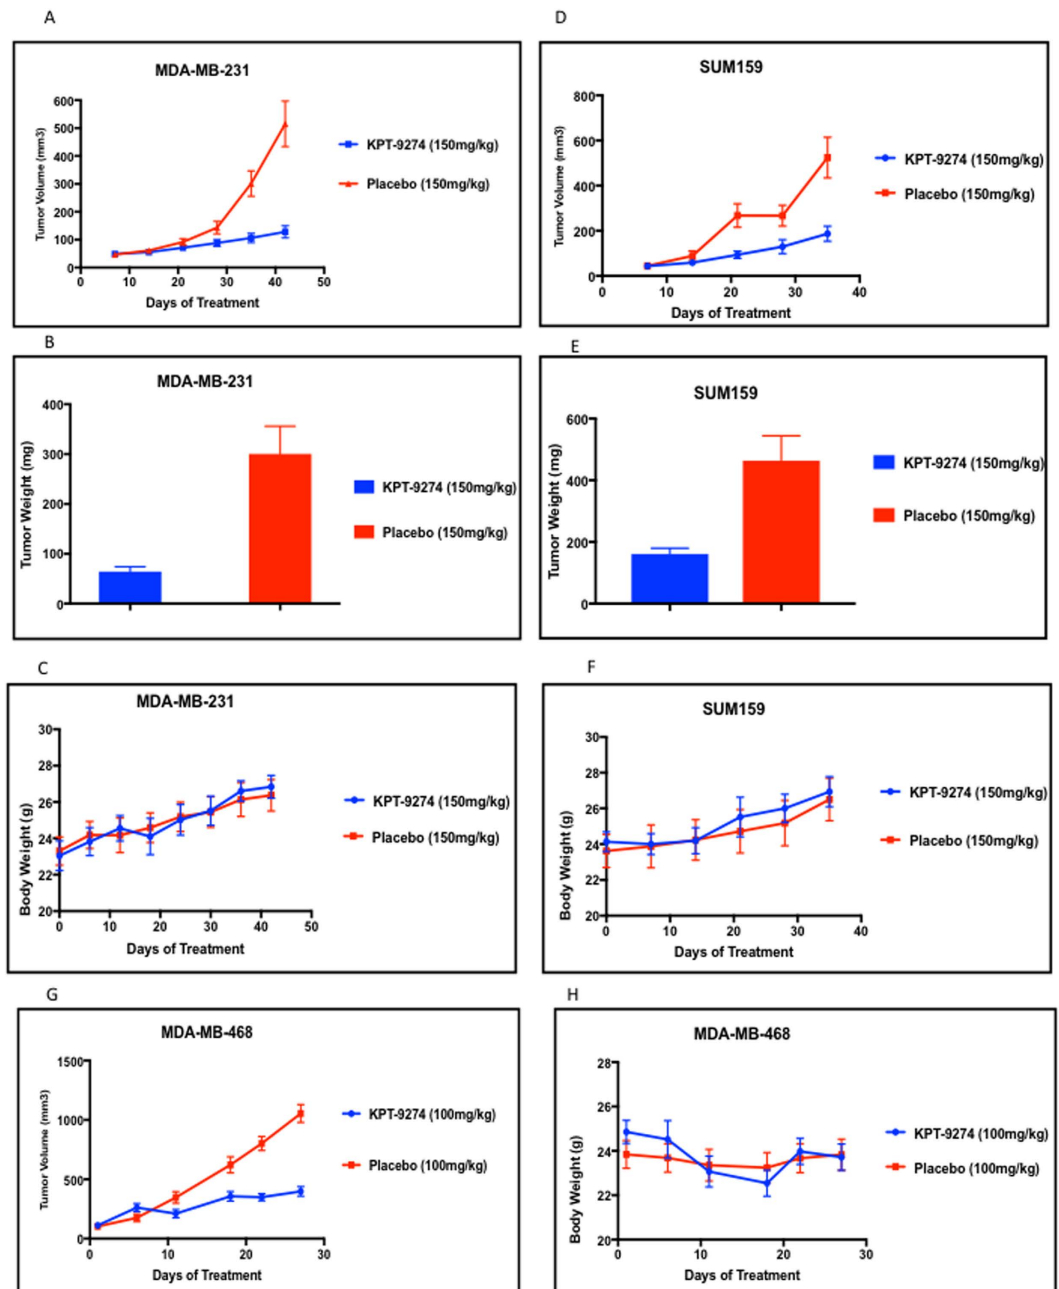 A
MDA-MB-231
600
500
400
300
200
100
0
Tumor Volume (mm3)
0 10 20 30 40 50
Days of Treatment
KPT-9274 (150mg/kg)
Placebo (150mg/kg)
D
SUM159
800
600
400
200
0
Tumor Volume (mm3)
0 10 20 30 40
Days of Treatment
KPT-9274 (150mg/kg)
Placebo (150mg/kg)
B
MDA-MB-231
400
300
200
100
0
Tumor Weight (mg)
KPT-9274 (150mg/kg)
Placebo (150mg/kg)
E
SUM159
600
400
200
0
Tumor Weight (mg)
KPT-9274 (150mg/kg)
Placebo (150mg/kg)
C
MDA-MB-231
30
28
26
24
22
20
Body Weight (g)
0 10 20 30 40 50
Days of Treatment
KPT-9274 (150mg/kg)
Placebo (150mg/kg)
F
SUM159
30
28
26
24
22
20
Body Weight (g)
0 10 20 30 40
Days of Treatment
KPT-9274 (150mg/kg)
Placebo (150mg/kg)
G
MDA-MB-468
1500
1000
500
0
Tumor Volume (mm3)
0 10 20 30
Days of Treatment
KPT-9274 (100mg/kg)
Placebo (100mg/kg)
H
MDA-MB-468
28
26
24
22
20
Body Weight (g)
0 10 20 30
Days of Treatment
KPT-9274 (100mg/kg)
Placebo (100mg/kg)